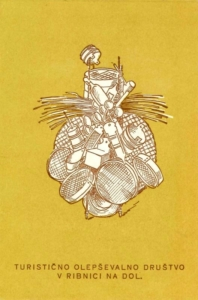 TURISTIČNO OLEPŠEVALNO DRUŠTVO
V RIBNICI NA DOL.